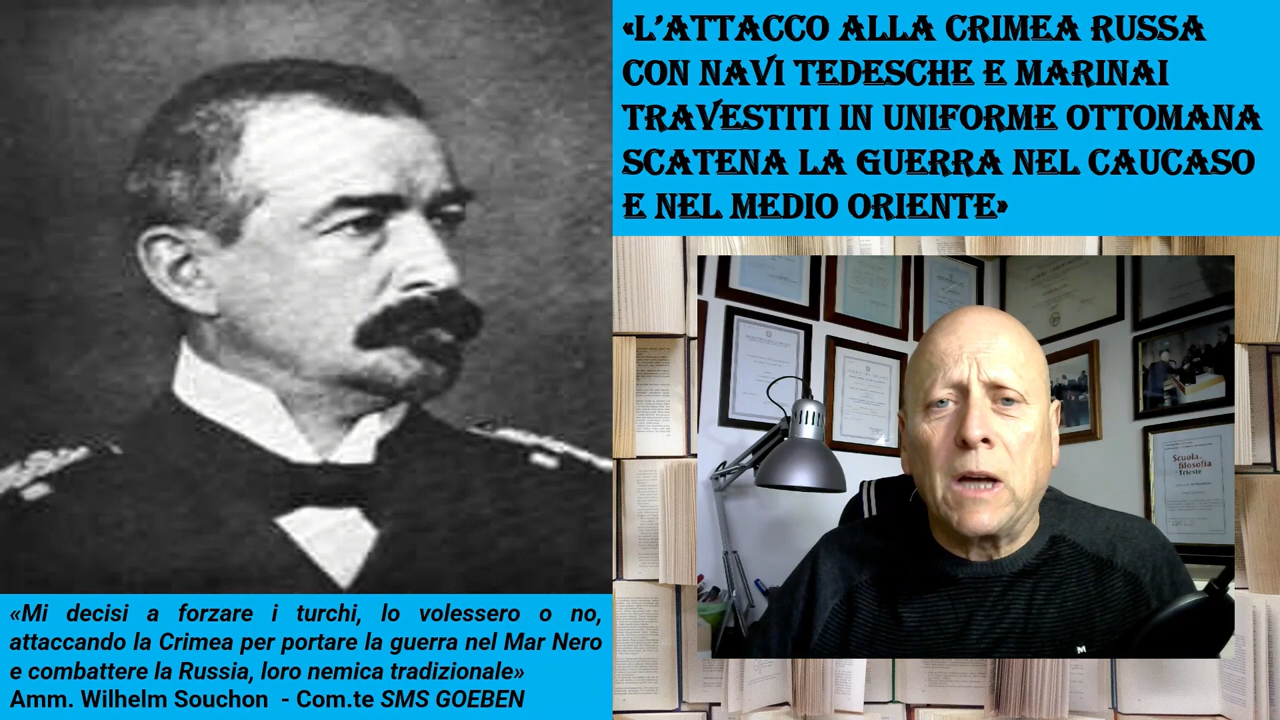 «L'ATTACCO ALLA CRIMEA RUSSA
CON NAVI TEDESCHE E MARINAI
TRAVESTITI IN UNIFORME OTTOMANA
SCATENA LA GUERRA NEL CAUCASO
E NEL MEDIO ORIENTE»
Scuola
filosofia
Trieste
M
«Mi decisi a forzare i turchi, lo volessero o no,
attaccando la Crimea per portare la guerra nel Mar Nero
e combattere la Russia, loro nemica tradizionale»
Amm. Wilhelm Souchon - Com.te SMS GOEBEN